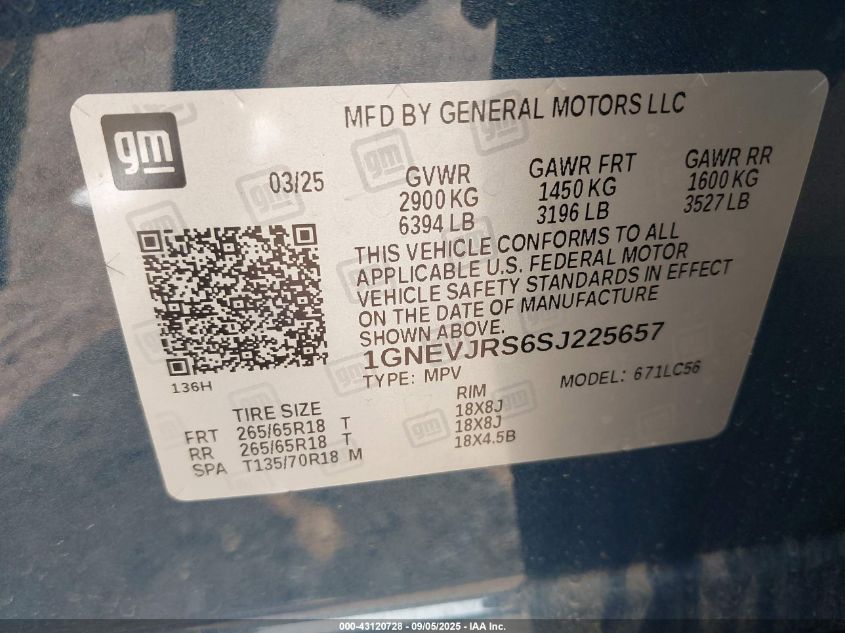 gm
MFD BY GENERAL MOTORS LLC
03/25
GVWR
2900 KG
6394 LB
GAWR FRT
1450 KG
3196 LB
GAWR RR
1600 KG
3527 LB
THIS VEHICLE CONFORMS TO ALL
APPLICABLE U.S. FEDERAL MOTOR
VEHICLE SAFETY STANDARDS IN EFFECT
ON THE DATE OF MANUFACTURE
SHOWN ABOVE.
1GNEVJRS6SJ225657
TYPE: MPV
MODEL: 671LC56
136H
TIRE SIZE
RIM
FRT 265/65R18 T 18X8J
RR 265/65R18 T 18X8J
SPA T135/70R18 M 18X4.5B
000-43120728 - 09/05/2025 - IAA Inc.